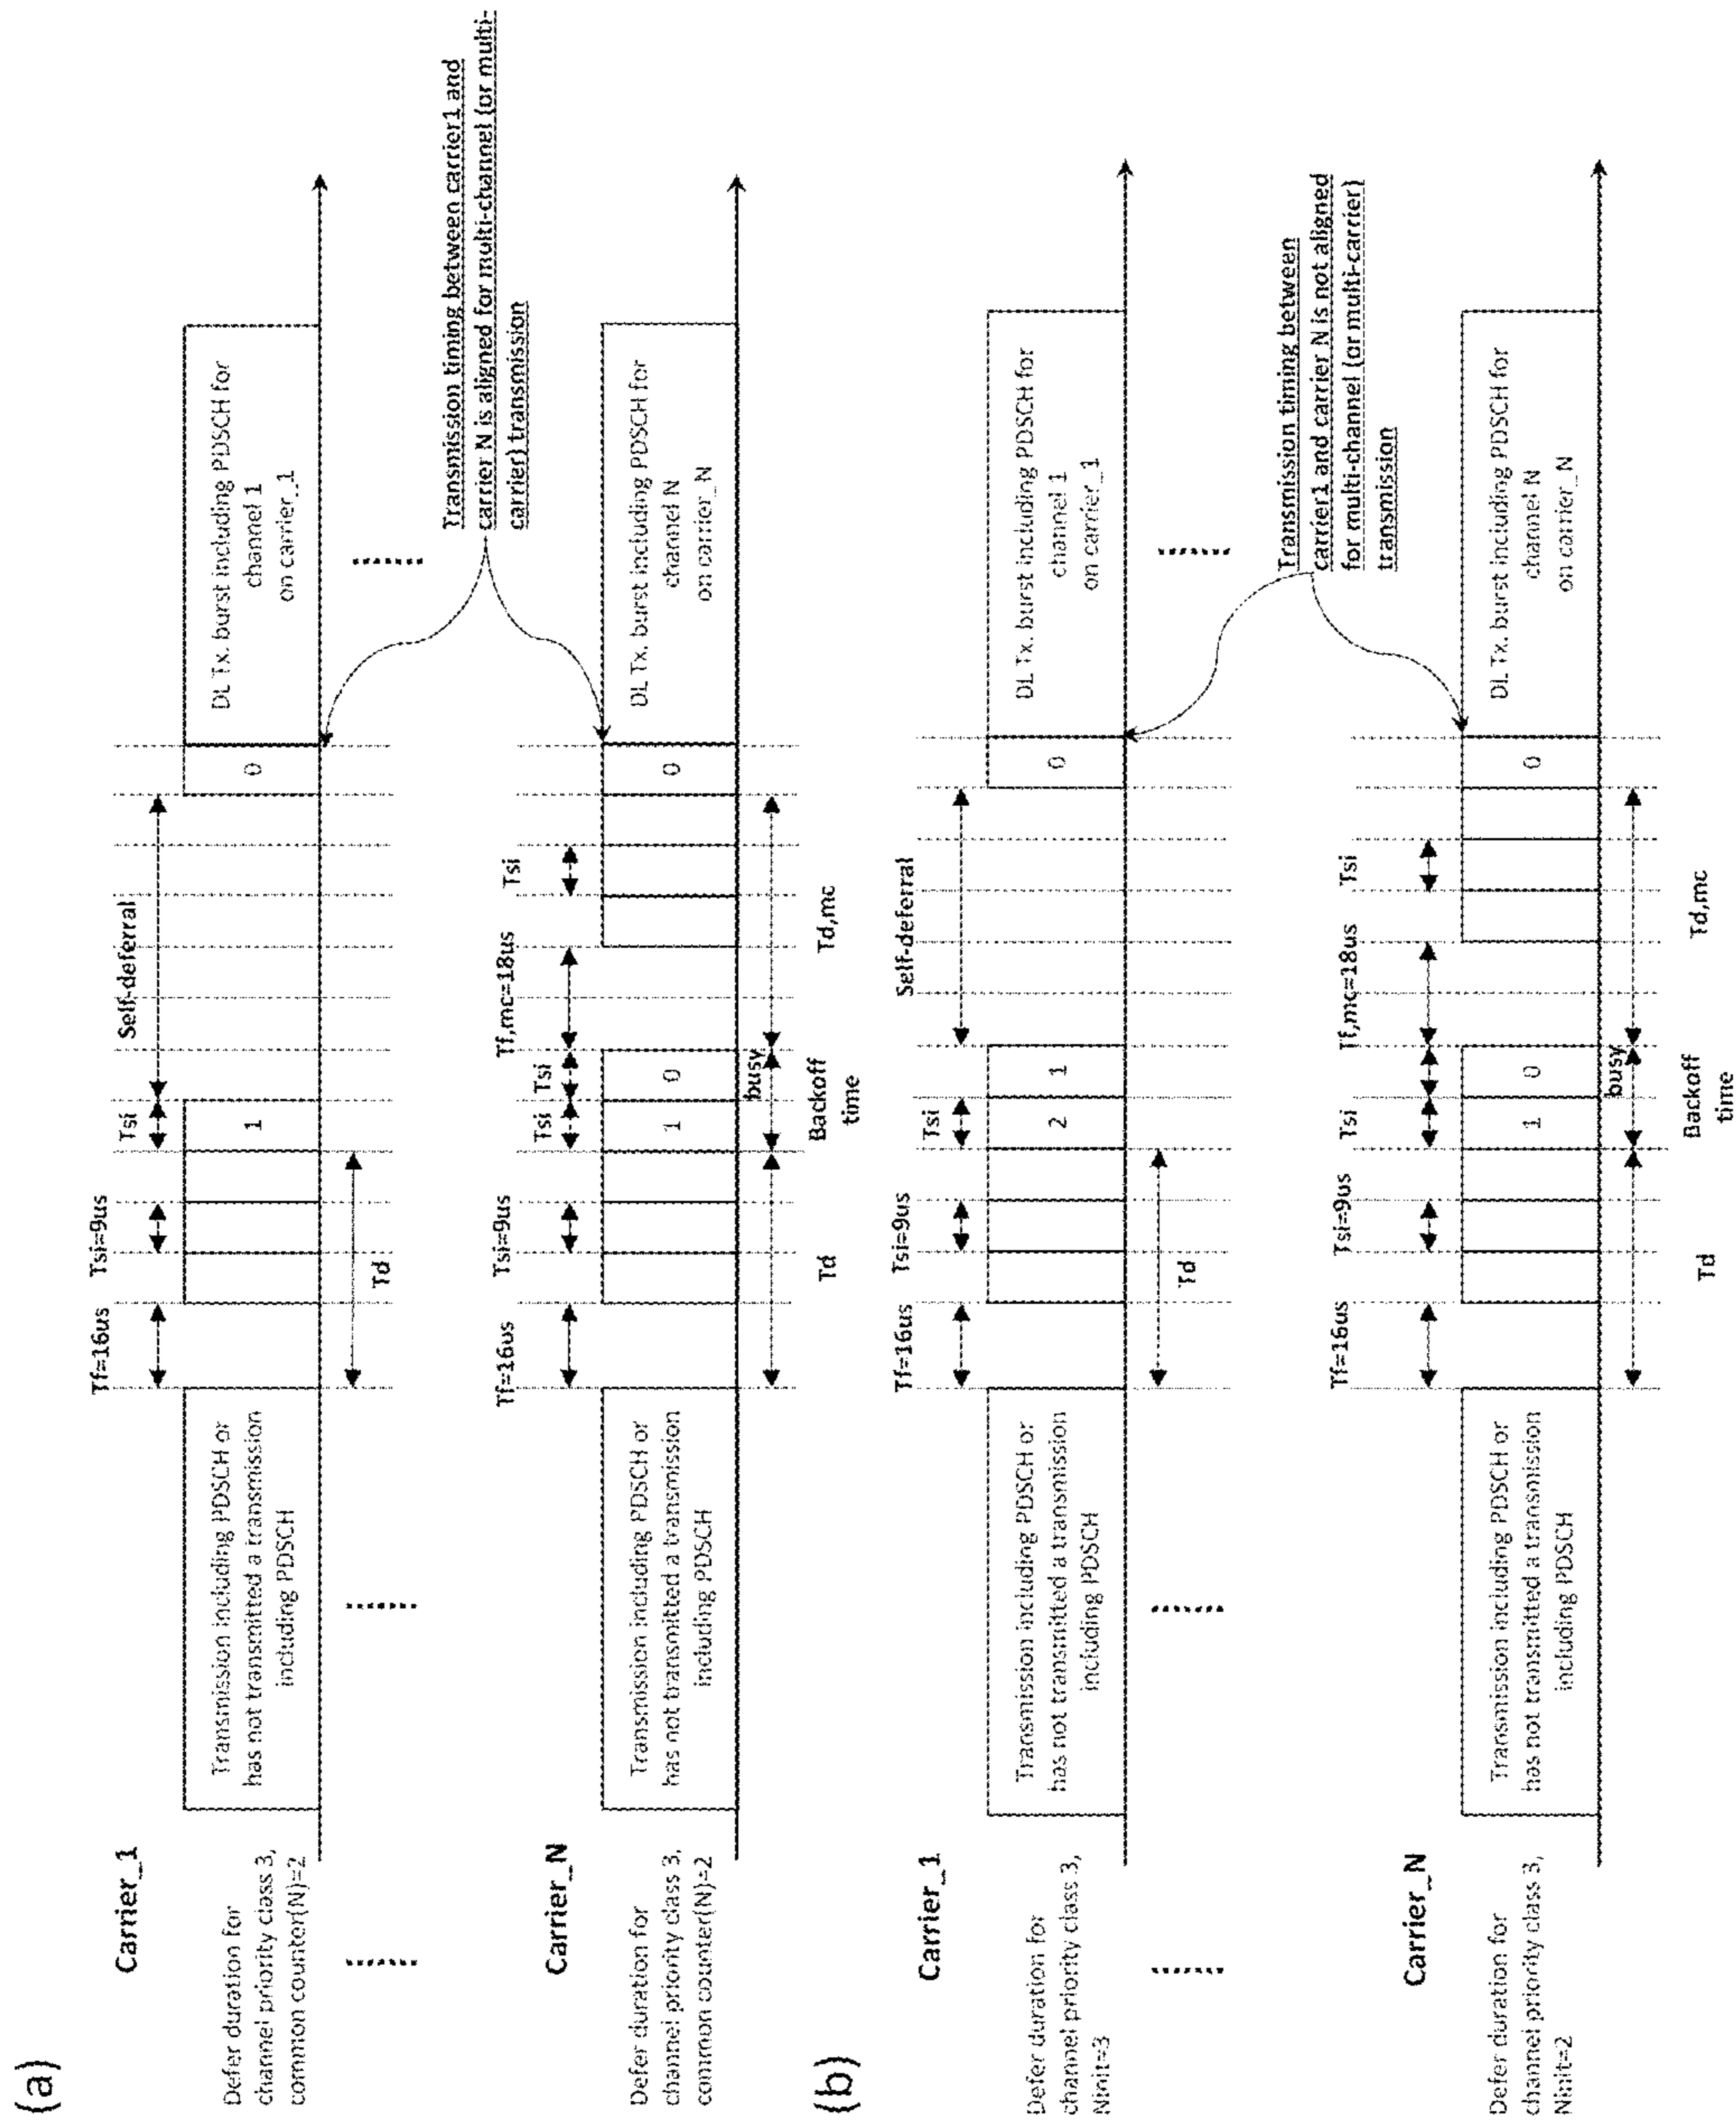 (a)
Carrier_1
Defer duration for
channel priority class 3,
common counter(N)=2
Transmission including PDSCH or
has not transmitted a transmission
including PDSCH
Tf=16us
Tsi=9us
Tsi
Self-deferral
Td
1
0
DL Tx. burst including PDSCH for
channel 1
on carrier_1
Transmission timing between carrier1 and
carrier N is aligned for multi-channel (or multi-
carrier) transmission
Carrier_N
Defer duration for
channel priority class 3,
common counter(N)=2
Transmission including PDSCH or
has not transmitted a transmission
including PDSCH
Tf=16us
Tsi=9us
Tsi
Tsi
Tf,mc=18us
Tsi
1
0
0
busy
Td
Backoff
time
Td,mc
DL Tx. burst including PDSCH for
channel N
on carrier_N
(b)
Carrier_1
Defer duration for
channel priority class 3,
Ninit=3
Transmission including PDSCH or
has not transmitted a transmission
including PDSCH
Tf=16us
Tsi=9us
Tsi
Self-deferral
Td
2
1
0
DL Tx. burst including PDSCH for
channel 1
on carrier_1
Transmission timing between
carrier1 and carrier N is not aligned
for multi-channel (or multi-carrier)
transmission
Carrier_N
Defer duration for
channel priority class 3,
Ninit=2
Transmission including PDSCH or
has not transmitted a transmission
including PDSCH
Tf=16us
Tsi=9us
Tsi
Tf,mc=18us
Tsi
1
0
0
busy
Td
Backoff
time
Td,mc
DL Tx. burst including PDSCH for
channel N
on carrier_N